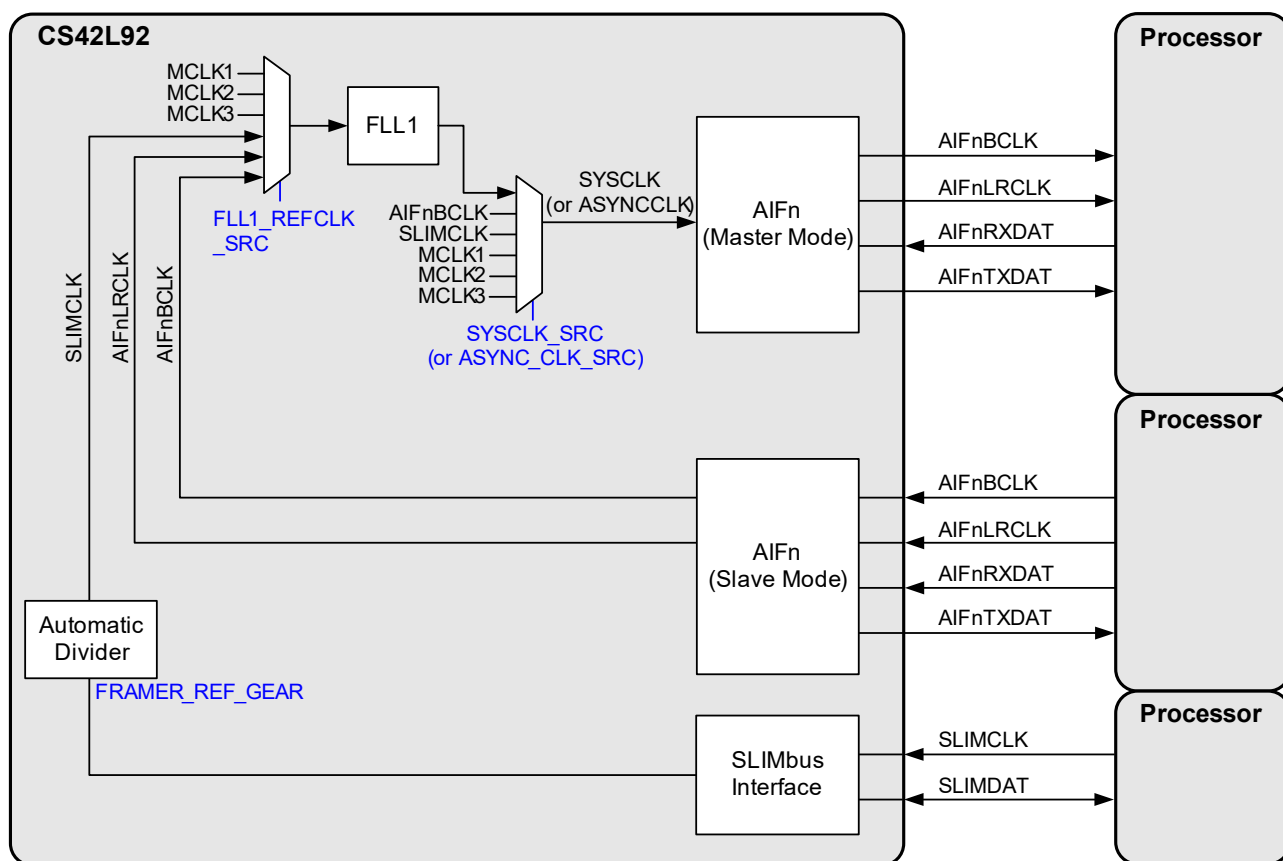 CS42L92
Processor
MCLK1
MCLK2
MCLK3
FLL1
FLL1_REFCLK
_SRC
AIFnBCLK
SLIMCLK
MCLK1
MCLK2
MCLK3
SYSCLK
(or ASYNCCLK)
SYSCLK_SRC
(or ASYNC_CLK_SRC)
AIFn
(Master Mode)
AIFnBCLK
AIFnLRCLK
AIFnRXDAT
AIFnTXDAT
SLIMCLK
AIFnLRCLK
AIFnBCLK
Processor
AIFn
(Slave Mode)
AIFnBCLK
AIFnLRCLK
AIFnRXDAT
AIFnTXDAT
Automatic
Divider
FRAMER_REF_GEAR
Processor
SLIMbus
Interface
SLIMCLK
SLIMDAT